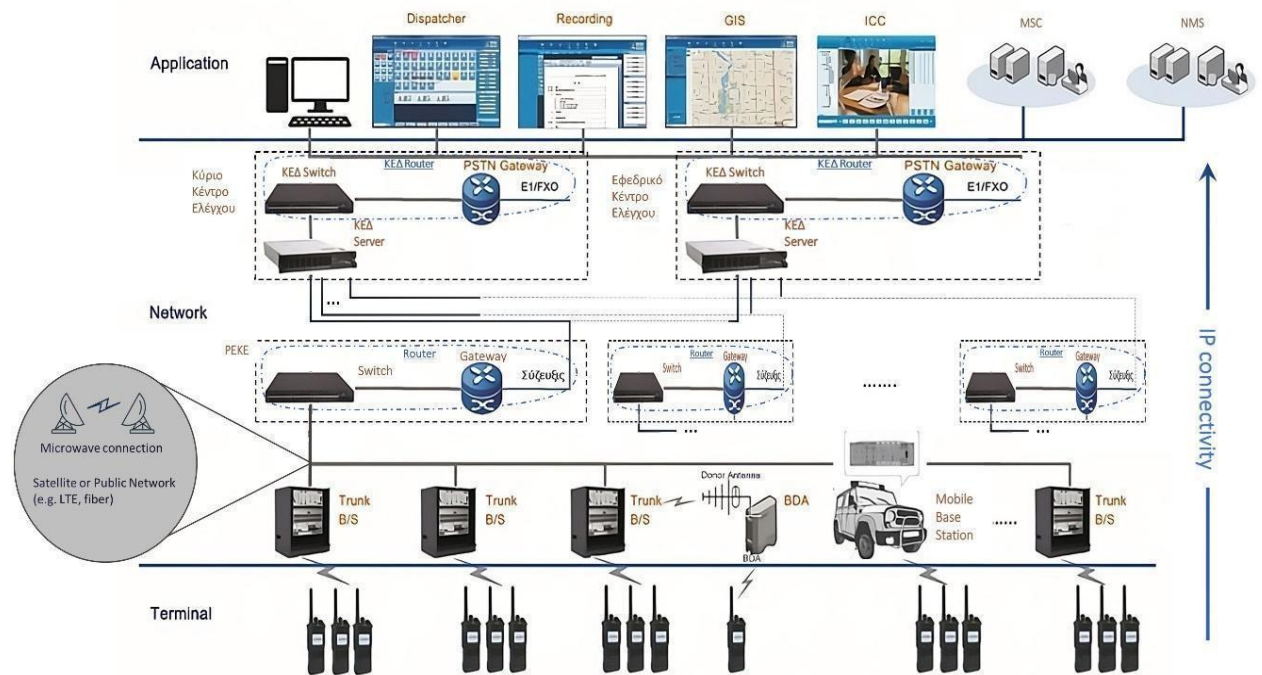 Dispatcher
Recording
GIS
ICC
MSC
NMS
Application
Κύριο
Κέντρο
Ελέγχου
ΚΕΔ Switch
ΚΕΔ Router
PSTN Gateway
E1/FXO
ΚΕΔ
Server
Εφεδρικό
Κέντρο
Ελέγχου
ΚΕΔ Switch
ΚΕΔ Router
PSTN Gateway
E1/FXO
ΚΕΔ
Server
...
...
Network
IP connectivity
PEKE
Router
Switch
Gateway
Σύζευξις
Router
Switch
Gateway
Σύζευξις
...
.......
Router
Switch
Gateway
Σύζευξις
...
Microwave connection
Satellite or Public Network
(e.g. LTE, fiber)
Trunk
B/S
Trunk
B/S
Trunk
B/S
Donor Antenna
BDA
BDA
Mobile
Base
Station
......
Trunk
B/S
Terminal